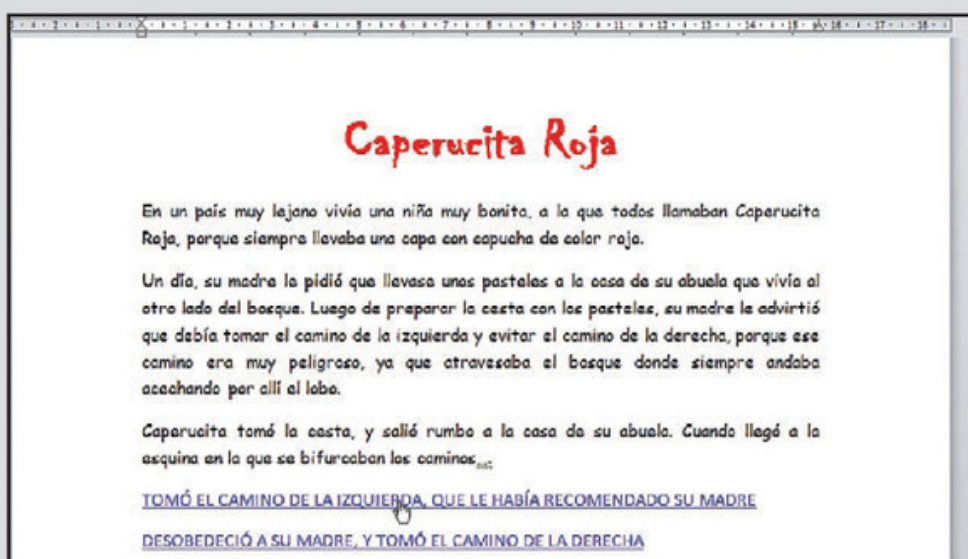 Caperucita Roja
En un país muy lejano vivía una niña muy bonita, a la que todos llamaban Caperucita
Roja, porque siempre llevaba una capa con capucha de color rojo.
Un día, su madre le pidió que llevase unos pasteles a la casa de su abuela que vivía al
otro lado del bosque. Luego de preparar la cesta con los pasteles, su madre le advirtió
que debía tomar el camino de la izquierda y evitar el camino de la derecha, porque ese
camino era muy peligroso, ya que atravesaba el bosque donde siempre andaba
acechando por allí el lobo.
Caperucita tomó la cesta, y salió rumbo a la casa de su abuela. Cuando llegó a la
esquina en la que se bifurcaban los caminos...:
TOMÓ EL CAMINO DE LA IZQUIERDA, QUE LE HABÍA RECOMENDADO SU MADRE
DESOBEDECIÓ A SU MADRE, Y TOMÓ EL CAMINO DE LA DERECHA